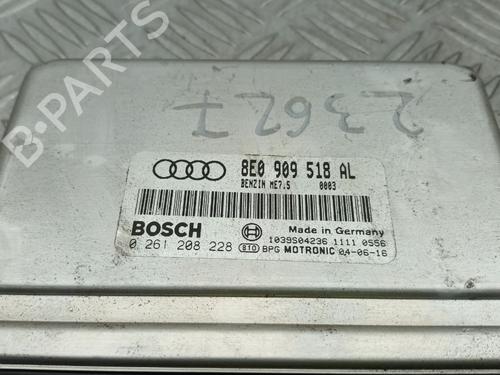 23627
8E0 909 518 AL
BENZIN ME7.5 0003
BOSCH Made in Germany
0 261 208 228 1039S04236 1111 0556
BTO BPG MOTRONIC 04-06-16
B-PARTS